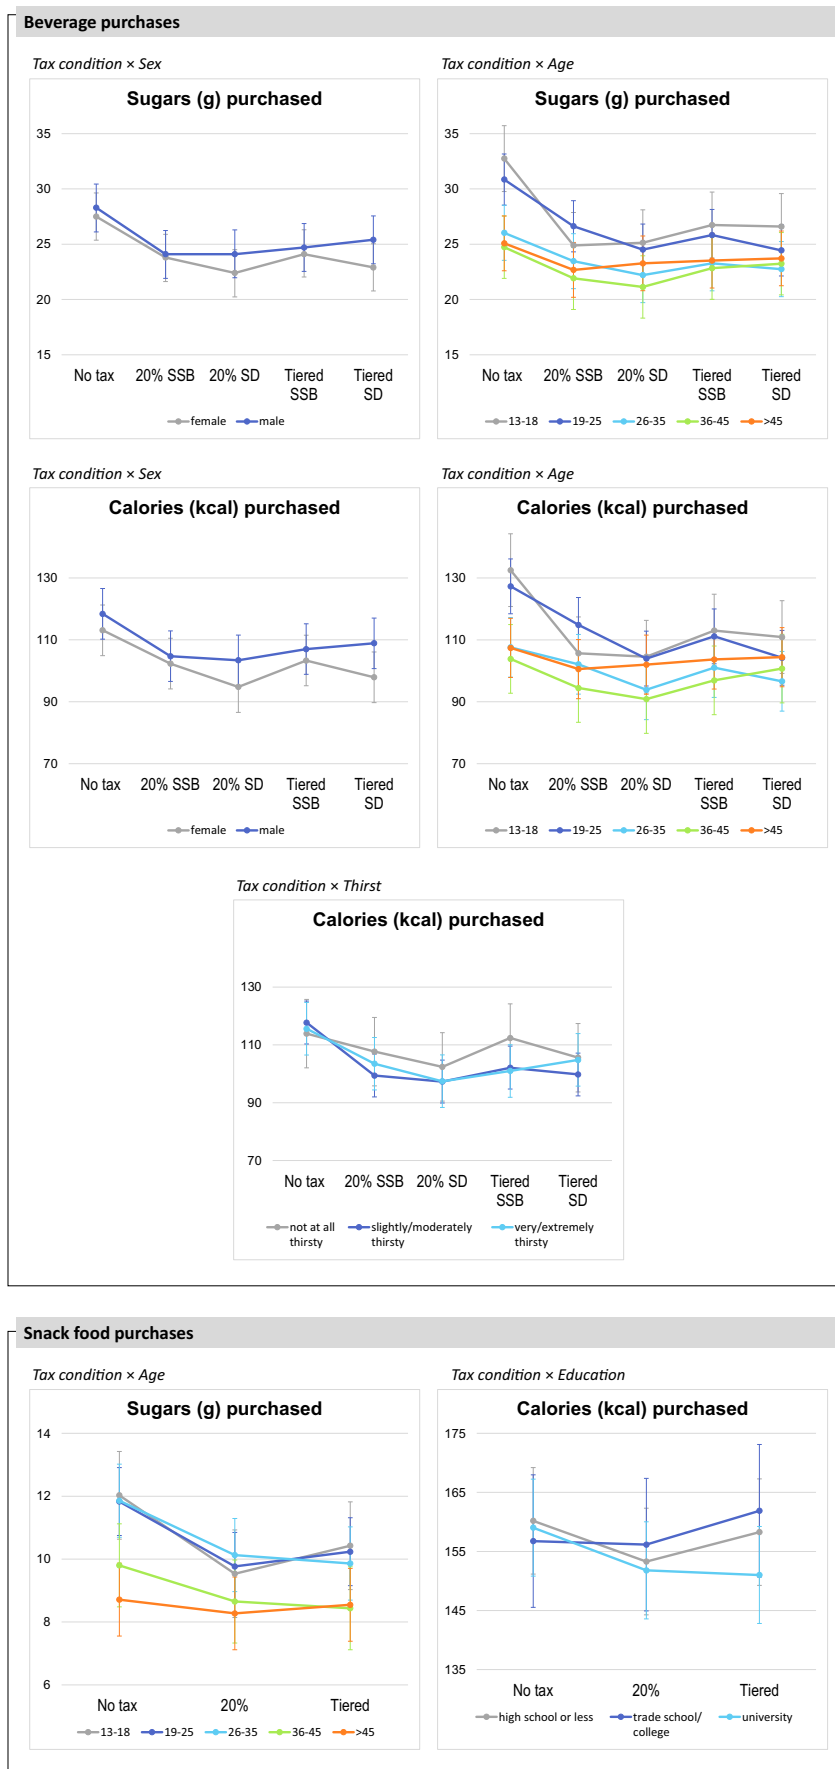 Beverage purchases
Tax condition × Sex
Sugars (g) purchased
35
30
25
20
15
No tax 20% SSB 20% SD Tiered SSB Tiered SD
female male
Tax condition × Age
Sugars (g) purchased
35
30
25
20
15
No tax 20% SSB 20% SD Tiered SSB Tiered SD
13-18 19-25 26-35 36-45 >45
Tax condition × Sex
Calories (kcal) purchased
130
110
90
70
No tax 20% SSB 20% SD Tiered SSB Tiered SD
female male
Tax condition × Age
Calories (kcal) purchased
130
110
90
70
No tax 20% SSB 20% SD Tiered SSB Tiered SD
13-18 19-25 26-35 36-45 >45
Tax condition × Thirst
Calories (kcal) purchased
130
110
90
70
No tax 20% SSB 20% SD Tiered SSB Tiered SD
not at all thirsty slightly/moderately thirsty very/extremely thirsty
Snack food purchases
Tax condition × Age
Sugars (g) purchased
14
12
10
8
6
No tax 20% Tiered
13-18 19-25 26-35 36-45 >45
Tax condition × Education
Calories (kcal) purchased
175
165
155
145
135
No tax 20% Tiered
high school or less trade school/ college university